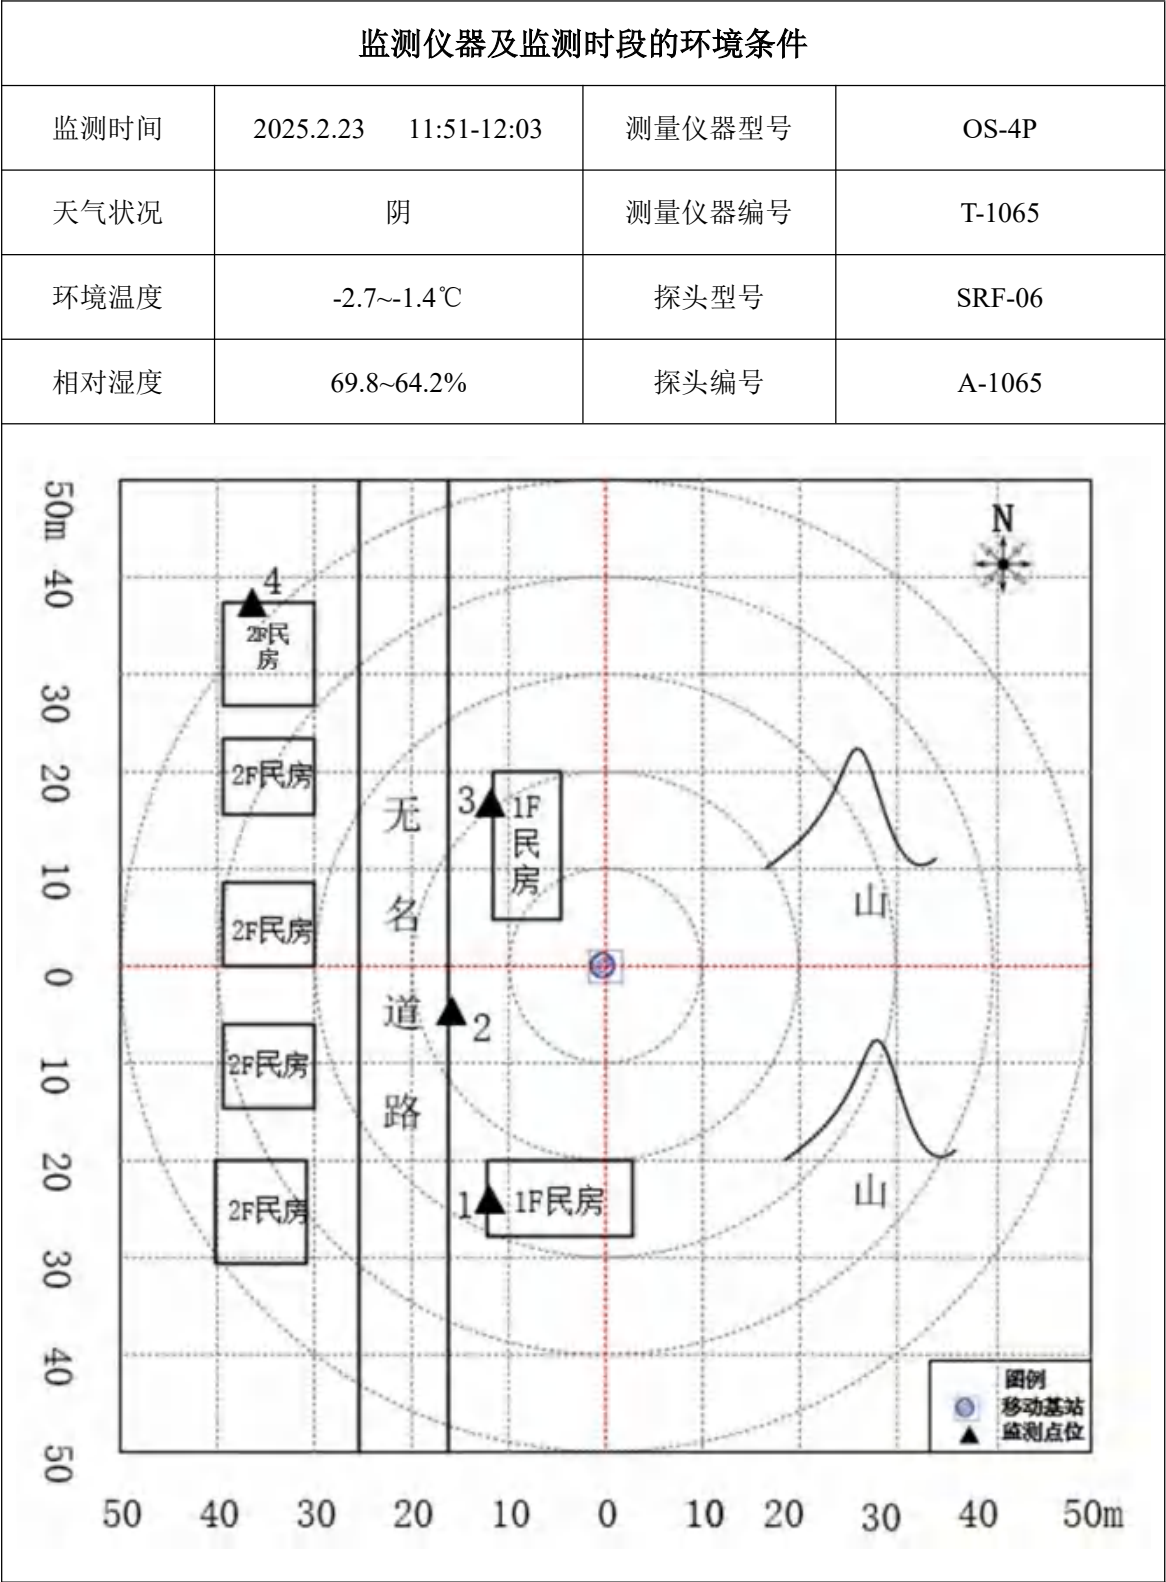 监测仪器及监测时段的环境条件
监测时间 2025.2.23 11:51-12:03 测量仪器型号 OS-4P
天气状况 阴 测量仪器编号 T-1065
环境温度 -2.7~-1.4℃ 探头型号 SRF-06
相对湿度 69.8~64.2% 探头编号 A-1065
50m
40
30
20
10
0
10
20
30
40
50
N
4
2F民
房
2F民房
2F民房
2F民房
2F民房
无
名
道
路
3
1F
民
房
2
1
1F民房
山
山
图例
移动基站
监测点位
50 40 30 20 10 0 10 20 30 40 50m